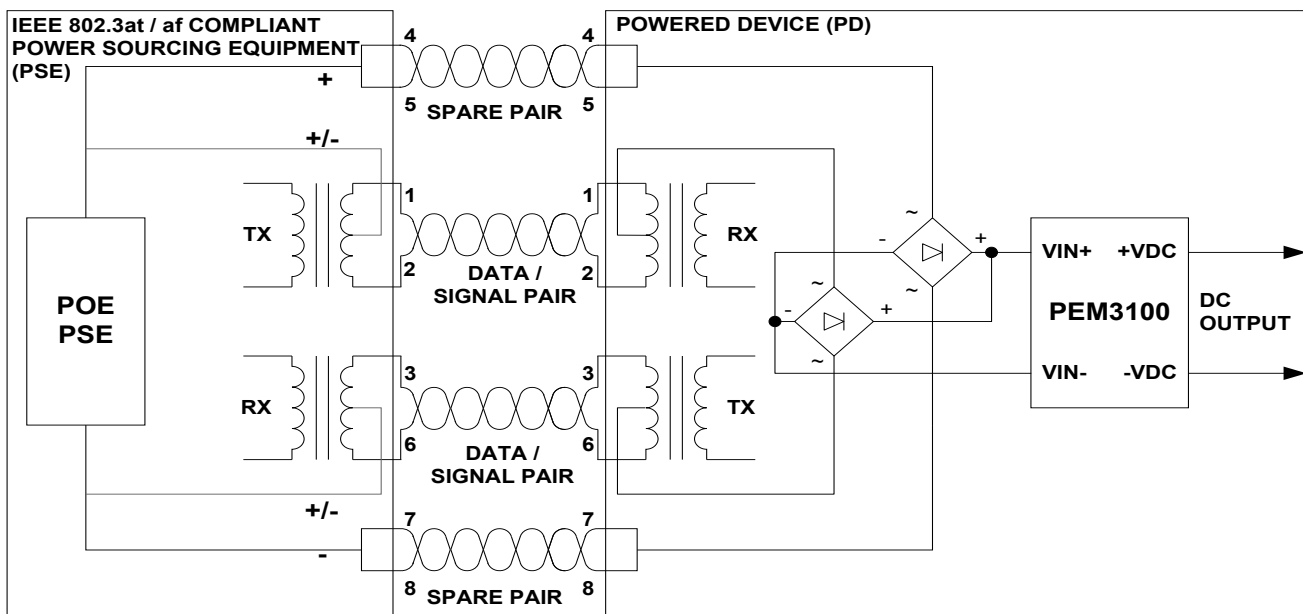 IEEE 802.3at / af COMPLIANT
POWER SOURCING EQUIPMENT
(PSE)
POWERED DEVICE (PD)
4
4
+
5
5
SPARE PAIR
+/-
1
1
TX
RX
2
2
DATA /
SIGNAL PAIR
~
-
+
~
~
-
+
~
VIN+
+VDC
POE
PSE
PEM3100
DC
OUTPUT
VIN-
-VDC
3
3
RX
TX
6
6
DATA /
SIGNAL PAIR
+/-
7
7
-
8
8
SPARE PAIR